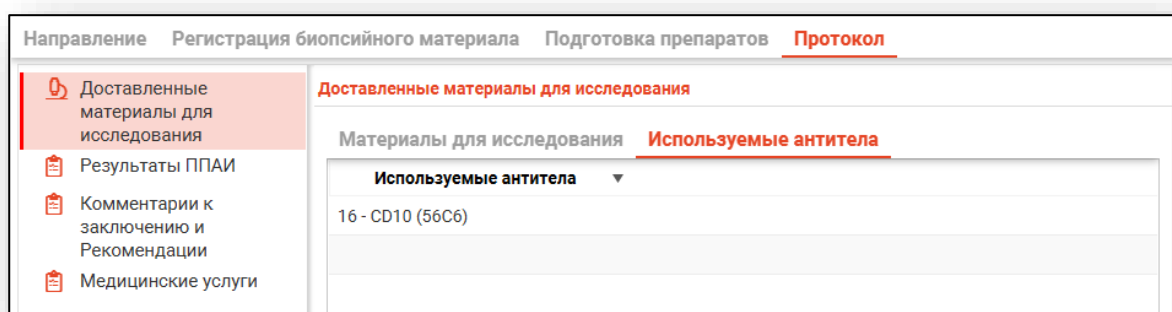 Направление Регистрация биопсийного материала Подготовка препаратов Протокол
Доставленные
материалы для
исследования
Результаты ППАИ
Комментарии к
заключению и
Рекомендации
Медицинские услуги
Доставленные материалы для исследования
Материалы для исследования Используемые антитела
Используемые антитела
16 - CD10 (56C6)